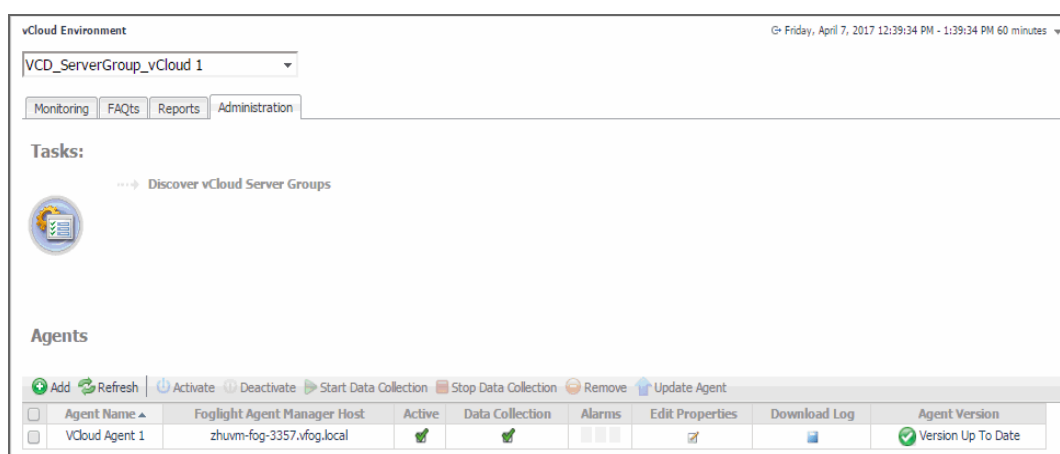 vCloud Environment
Friday, April 7, 2017 12:39:34 PM - 1:39:34 PM 60 minutes
VCD_ServerGroup_vCloud 1
Monitoring FAQts Reports Administration
Tasks:
Discover vCloud Server Groups
Agents
Add Refresh Activate Deactivate Start Data Collection Stop Data Collection Remove Update Agent
Agent Name Foglight Agent Manager Host Active Data Collection Alarms Edit Properties Download Log Agent Version
VCloud Agent 1 zhuvm-fog-3357.vfog.local Version Up To Date